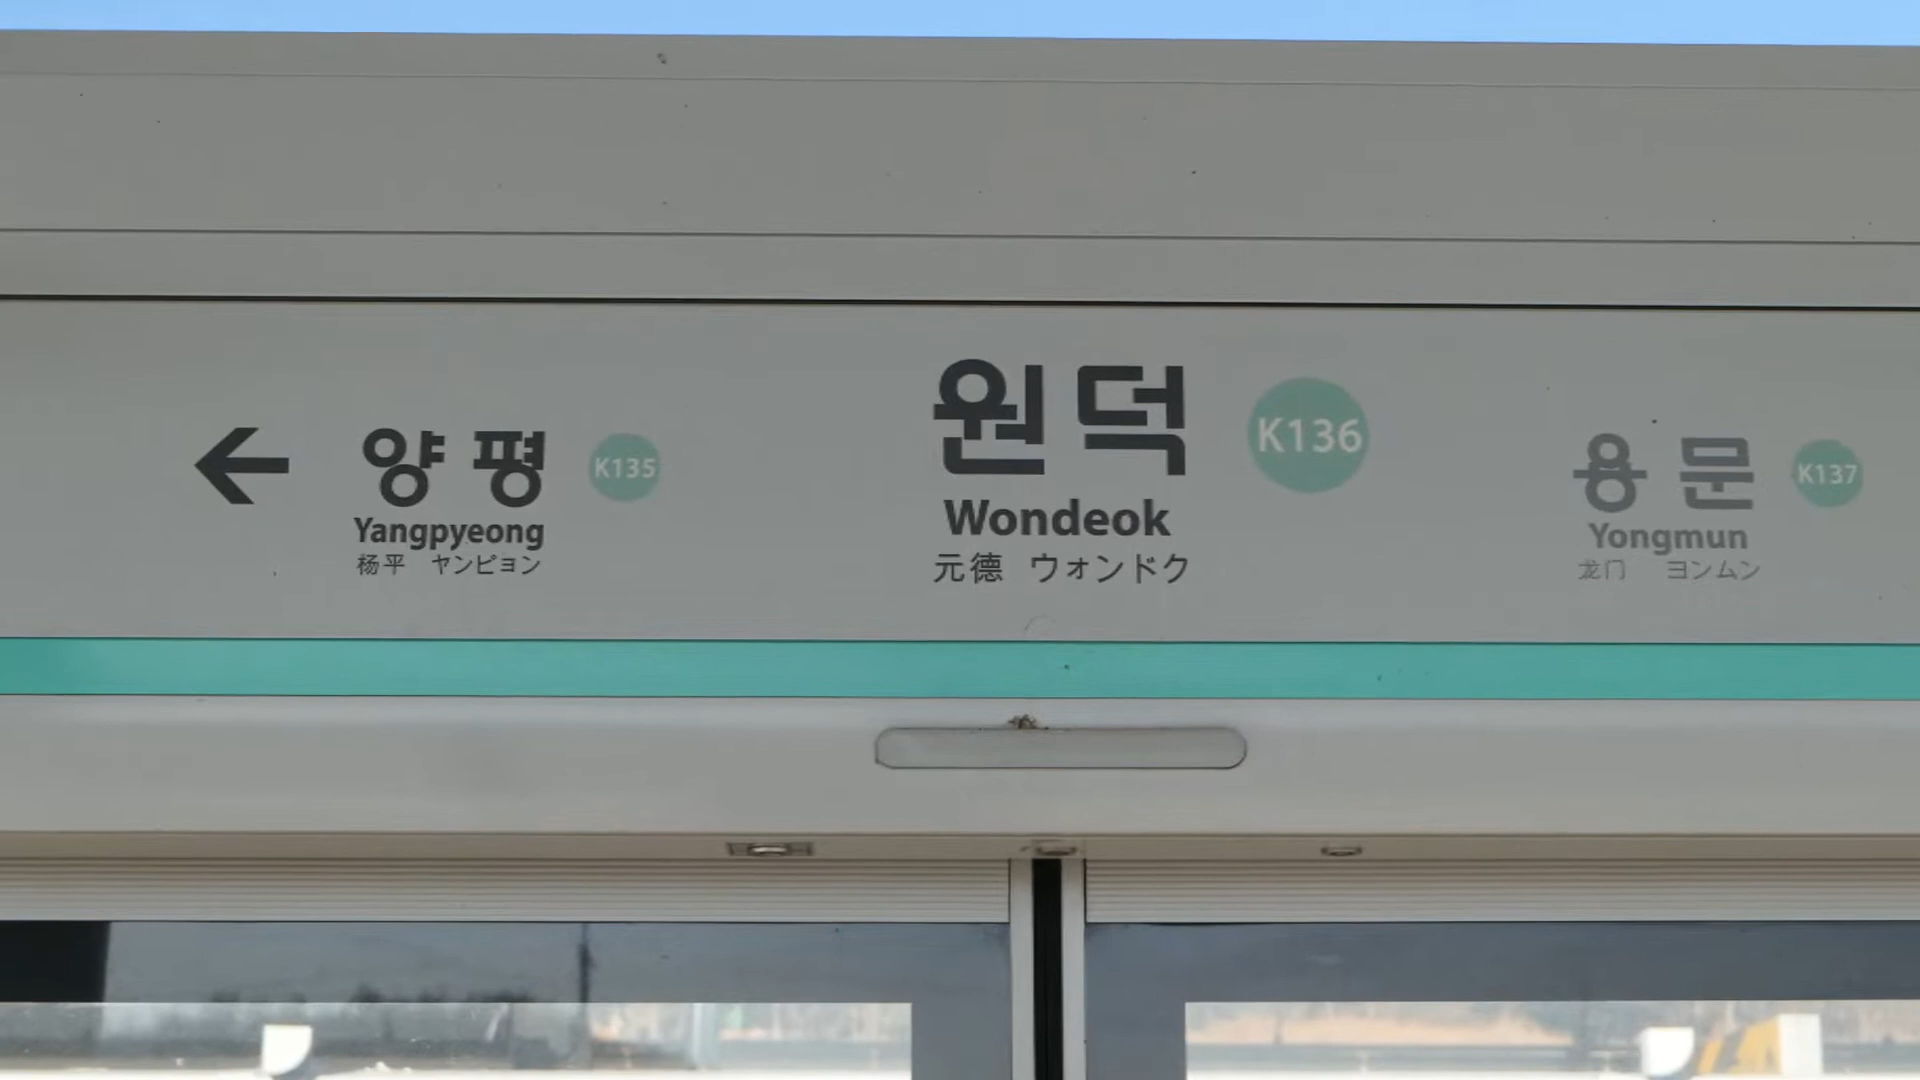 ← 양평 K135
Yangpyeong
杨平 ヤンピョン
원덕 K136
Wondeok
元德 ウォンドク
용문 K137
Yongmun
龙门 ヨンムン